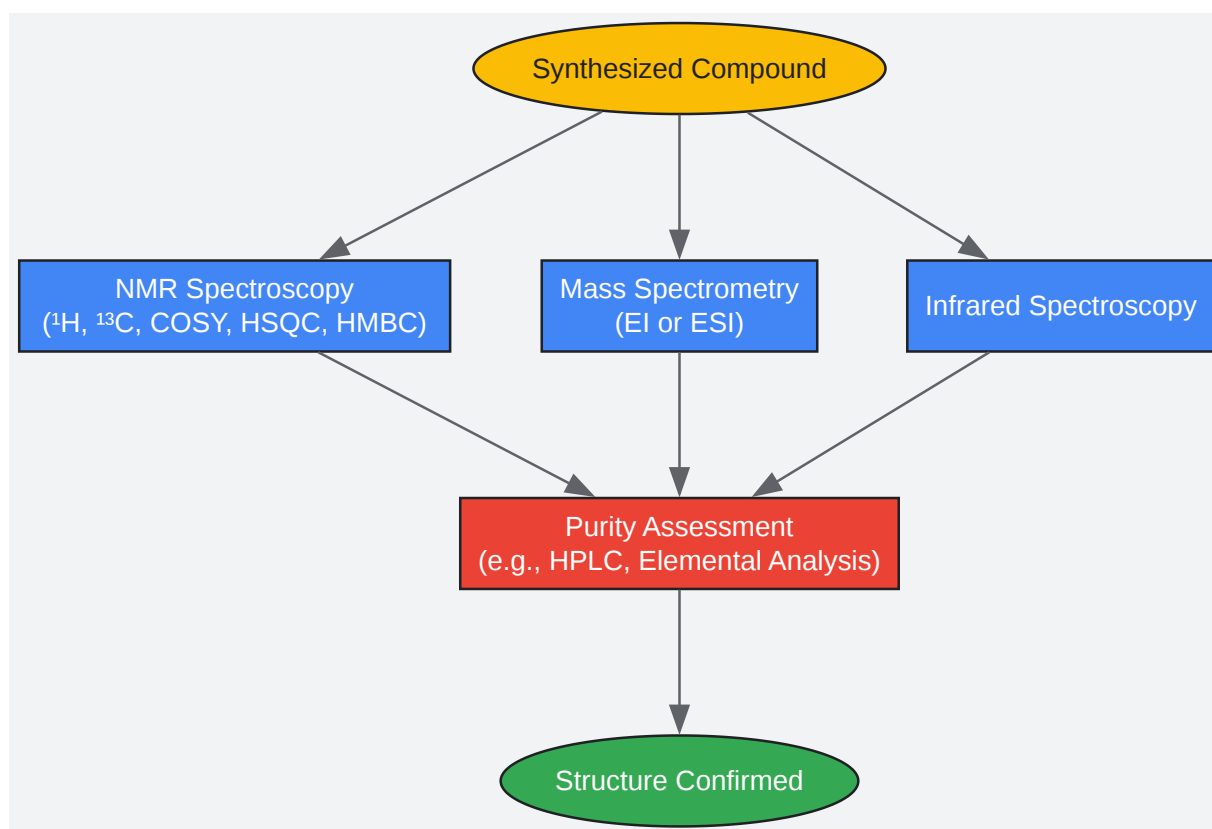 Synthesized Compound
NMR Spectroscopy
(¹H, ¹³C, COSY, HSQC, HMBC)
Mass Spectrometry
(EI or ESI)
Infrared Spectroscopy
Purity Assessment
(e.g., HPLC, Elemental Analysis)
Structure Confirmed